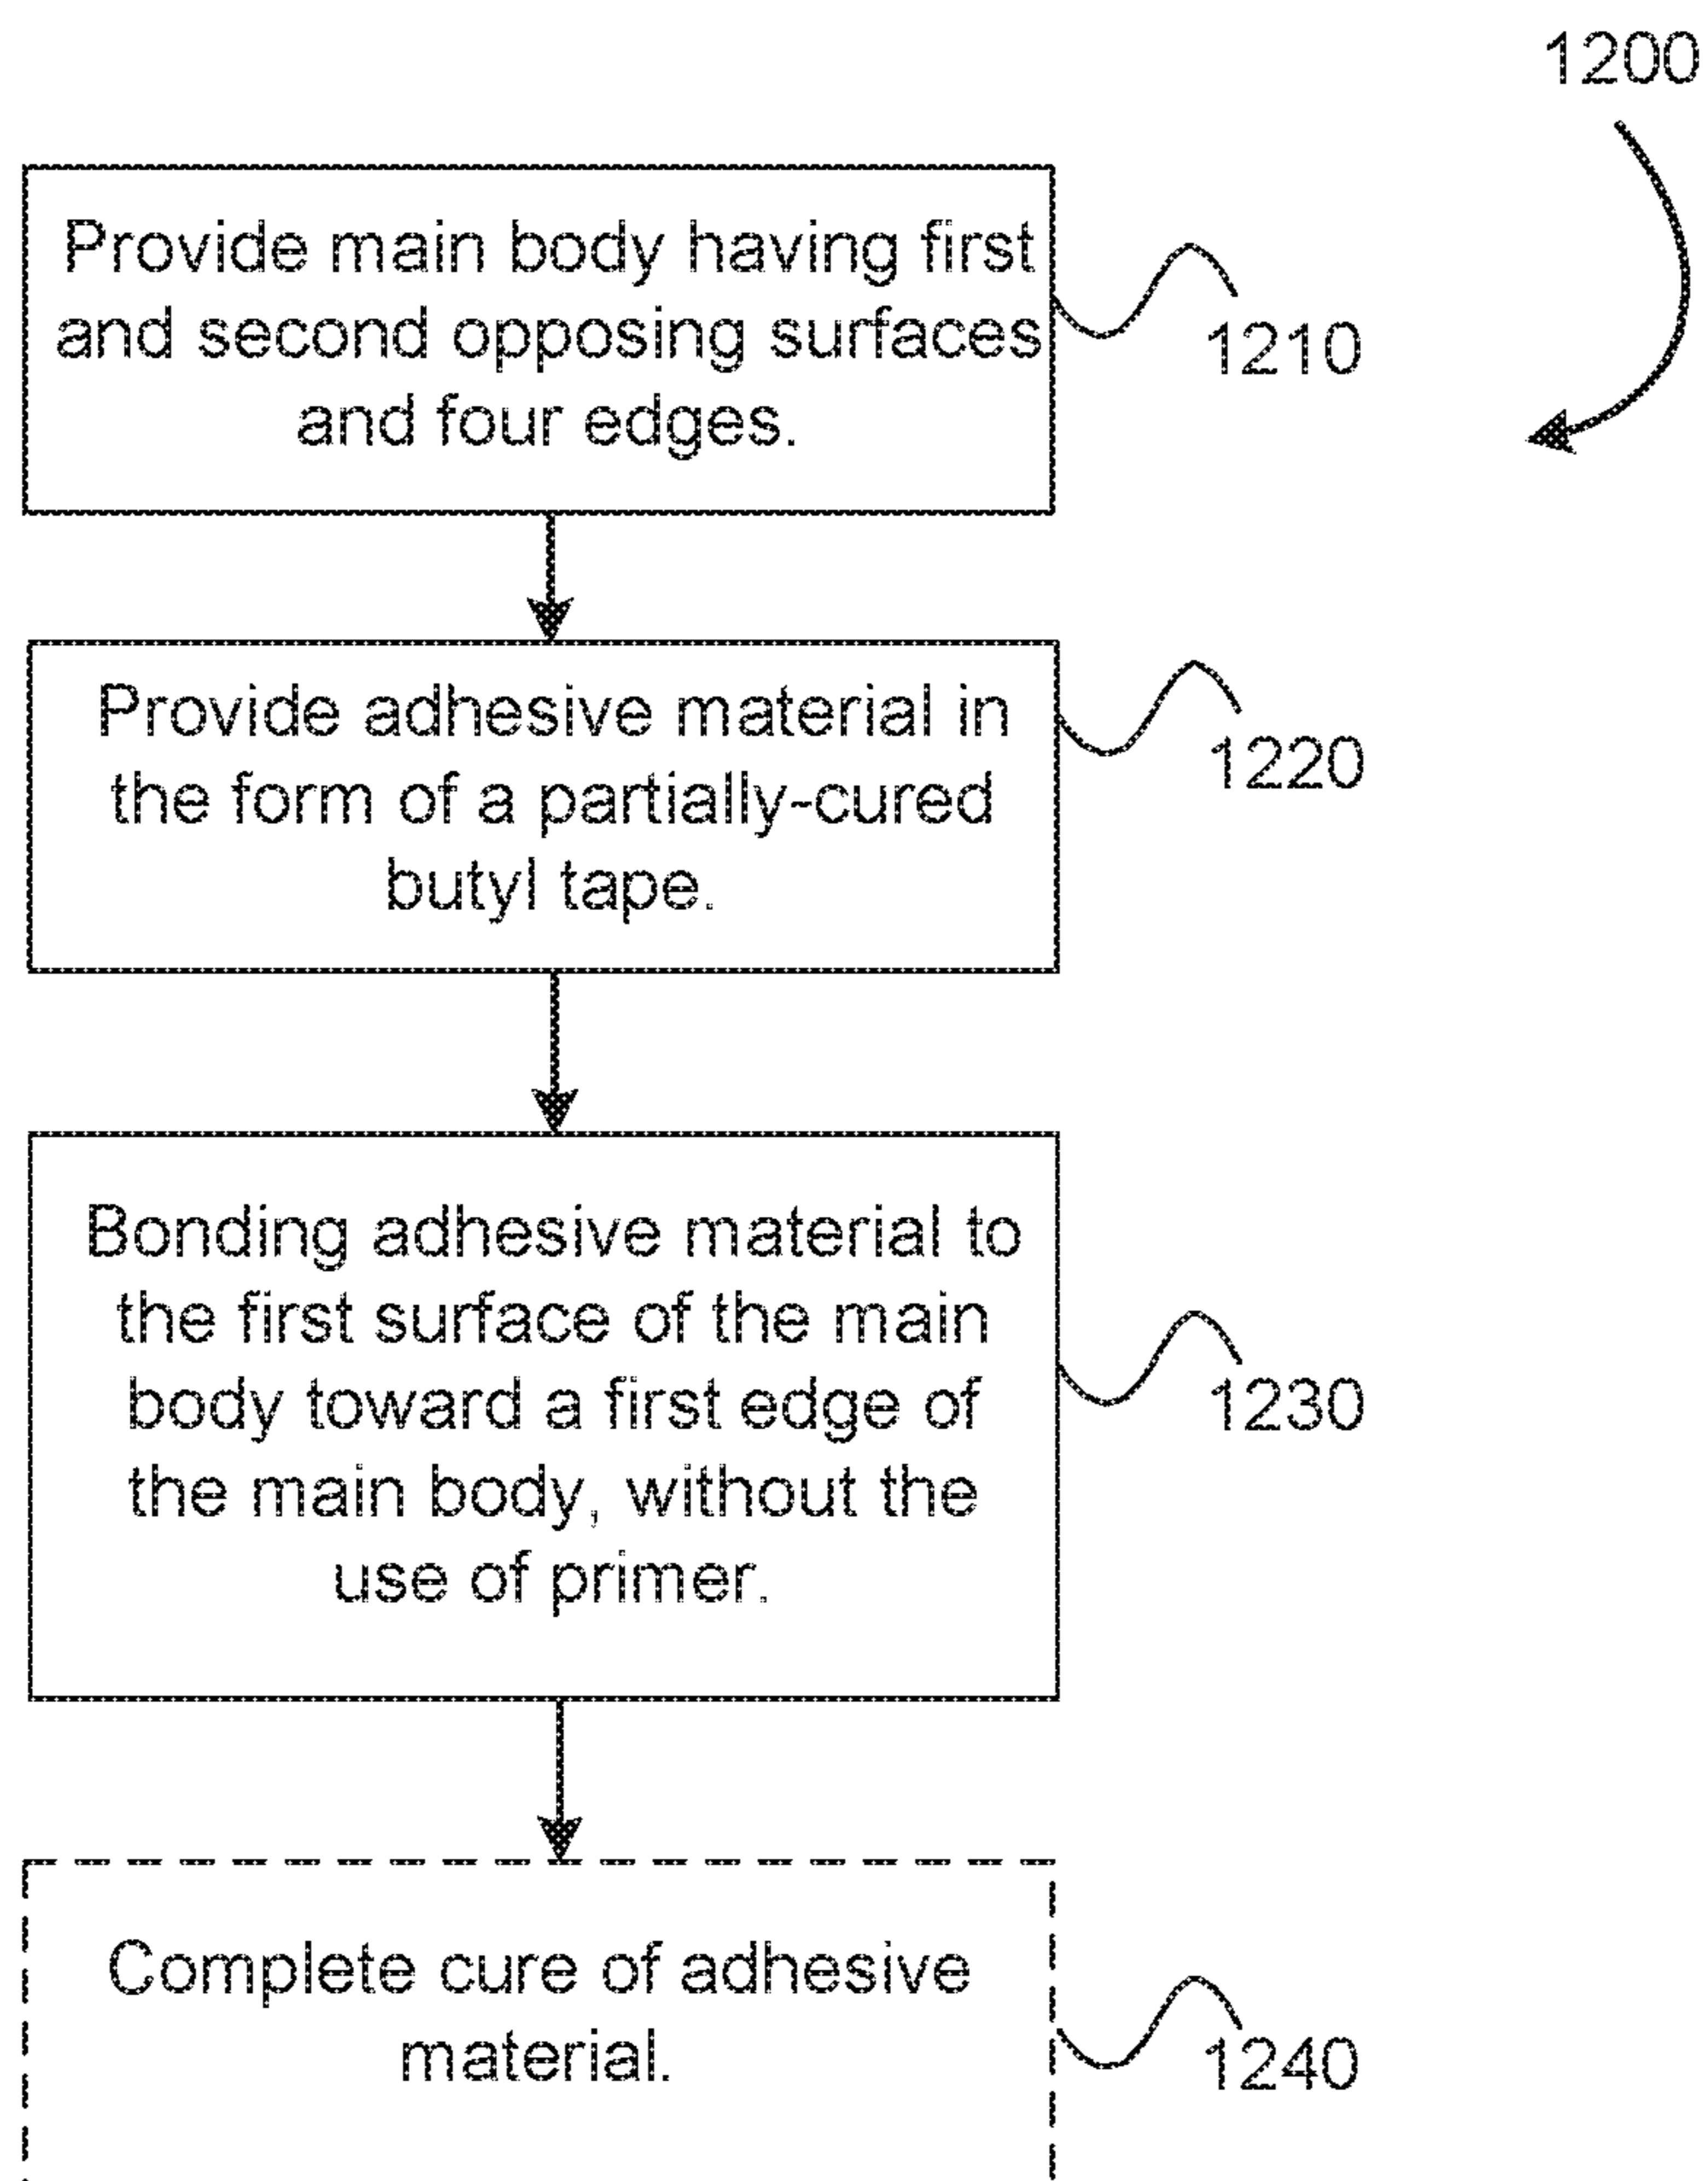 1200
Provide main body having first
and second opposing surfaces
and four edges.
1210
Provide adhesive material in
the form of a partially-cured
butyl tape.
1220
Bonding adhesive material to
the first surface of the main
body toward a first edge of
the main body, without the
use of primer.
1230
Complete cure of adhesive
material.
1240